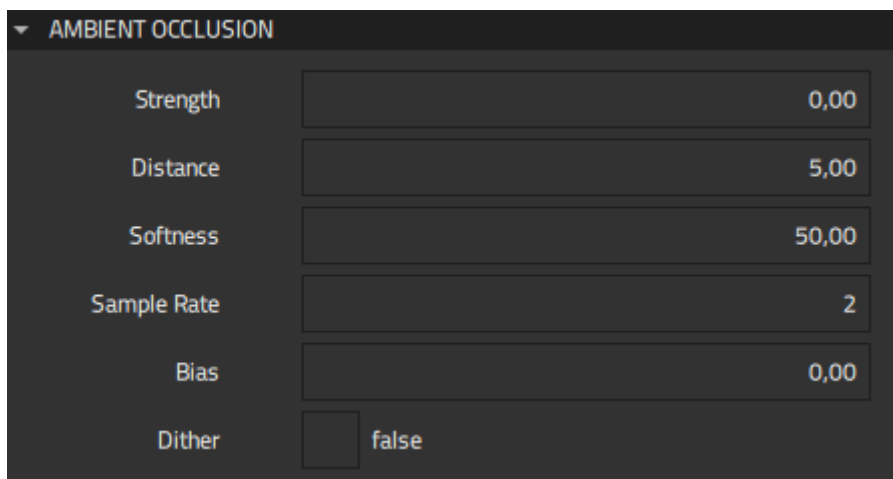 AMBIENT OCCLUSION
Strength 0,00
Distance 5,00
Softness 50,00
Sample Rate 2
Bias 0,00
Dither false